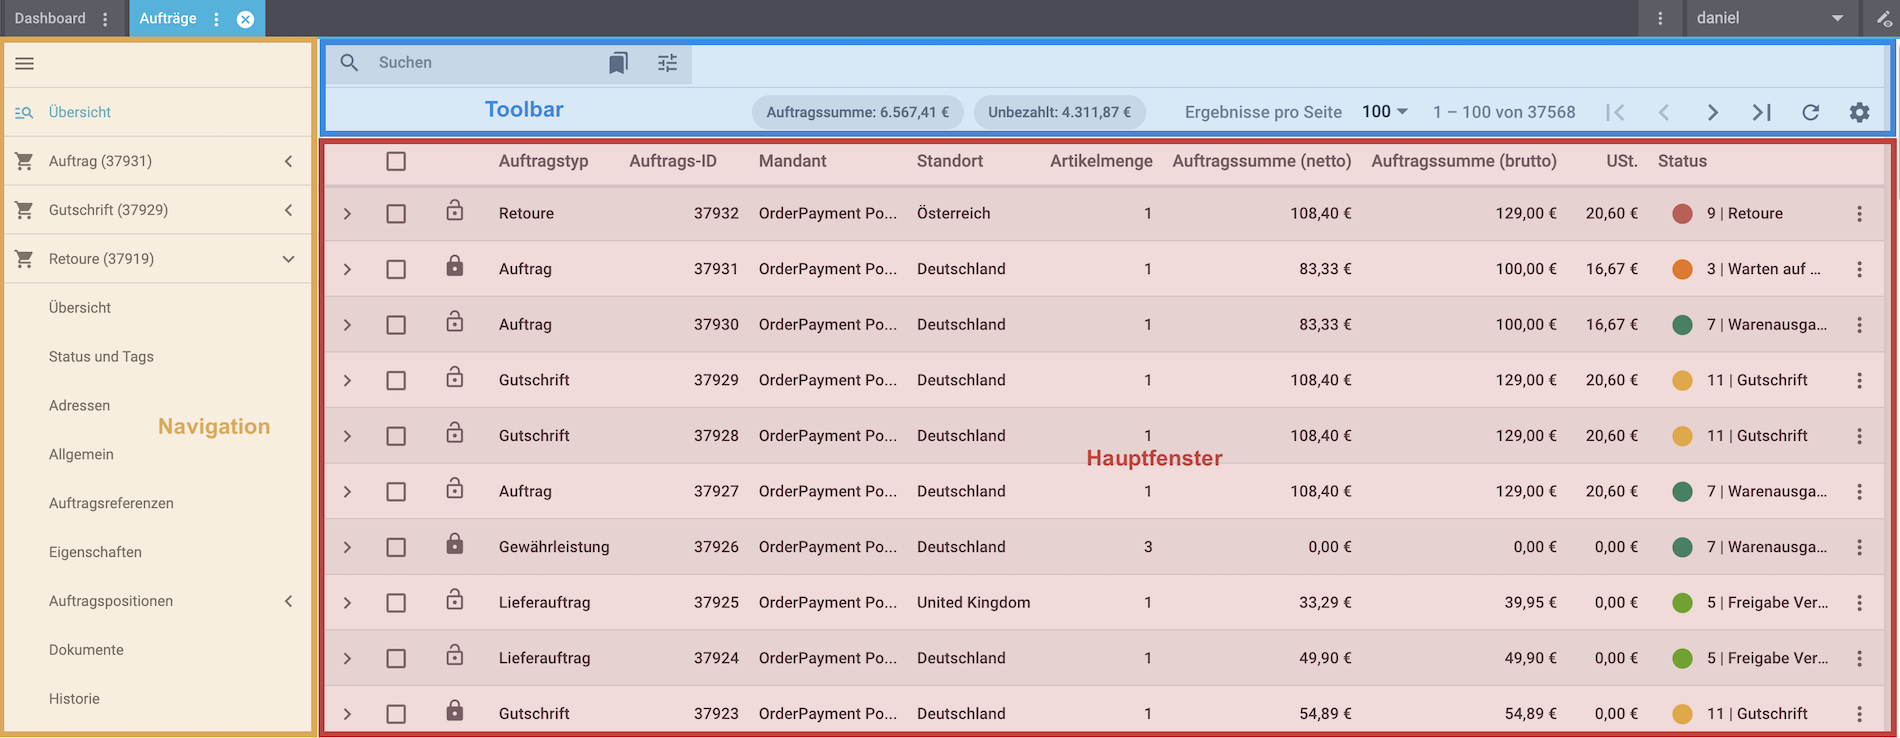 Dashboard Aufträge daniel
Suchen
Übersicht
Toolbar
Auftragssumme: 6.567,41 € Unbezahlt: 4.311,87 € Ergebnisse pro Seite 100 1 – 100 von 37568
Auftrag (37931)
Gutschrift (37929)
Retoure (37919)
Übersicht
Status und Tags
Adressen
Navigation
Allgemein
Auftragsreferenzen
Eigenschaften
Auftragspositionen
Dokumente
Historie
Auftragstyp Auftrags-ID Mandant Standort Artikelmenge Auftragssumme (netto) Auftragssumme (brutto) USt. Status
Retoure 37932 OrderPayment Po... Österreich 1 108,40 € 129,00 € 20,60 € 9 | Retoure
Auftrag 37931 OrderPayment Po... Deutschland 1 83,33 € 100,00 € 16,67 € 3 | Warten auf ...
Auftrag 37930 OrderPayment Po... Deutschland 1 83,33 € 100,00 € 16,67 € 7 | Warenausga...
Gutschrift 37929 OrderPayment Po... Deutschland 1 108,40 € 129,00 € 20,60 € 11 | Gutschrift
Gutschrift 37928 OrderPayment Po... Deutschland 1 108,40 € 129,00 € 20,60 € 11 | Gutschrift
Hauptfenster
Auftrag 37927 OrderPayment Po... Deutschland 1 108,40 € 129,00 € 20,60 € 7 | Warenausga...
Gewährleistung 37926 OrderPayment Po... Deutschland 3 0,00 € 0,00 € 0,00 € 7 | Warenausga...
Lieferauftrag 37925 OrderPayment Po... United Kingdom 1 33,29 € 39,95 € 0,00 € 5 | Freigabe Ver...
Lieferauftrag 37924 OrderPayment Po... Deutschland 1 49,90 € 49,90 € 0,00 € 5 | Freigabe Ver...
Gutschrift 37923 OrderPayment Po... Deutschland 1 54,89 € 54,89 € 0,00 € 11 | Gutschrift